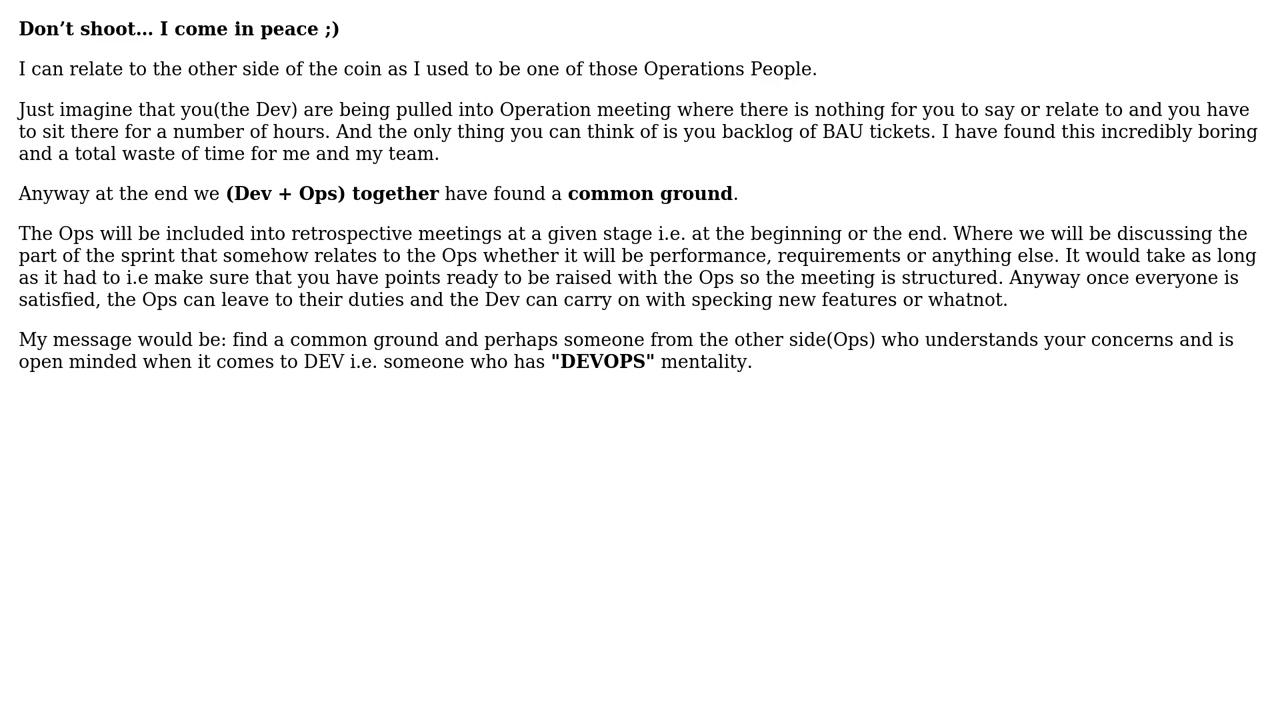 Don’t shoot... I come in peace ;)
I can relate to the other side of the coin as I used to be one of those Operations People.
Just imagine that you(the Dev) are being pulled into Operation meeting where there is nothing for you to say or relate to and you have
to sit there for a number of hours. And the only thing you can think of is you backlog of BAU tickets. I have found this incredibly boring
and a total waste of time for me and my team.
Anyway at the end we (Dev + Ops) together have found a common ground.
The Ops will be included into retrospective meetings at a given stage i.e. at the beginning or the end. Where we will be discussing the
part of the sprint that somehow relates to the Ops whether it will be performance, requirements or anything else. It would take as long
as it had to i.e make sure that you have points ready to be raised with the Ops so the meeting is structured. Anyway once everyone is
satisfied, the Ops can leave to their duties and the Dev can carry on with specking new features or whatnot.
My message would be: find a common ground and perhaps someone from the other side(Ops) who understands your concerns and is
open minded when it comes to DEV i.e. someone who has "DEVOPS" mentality.